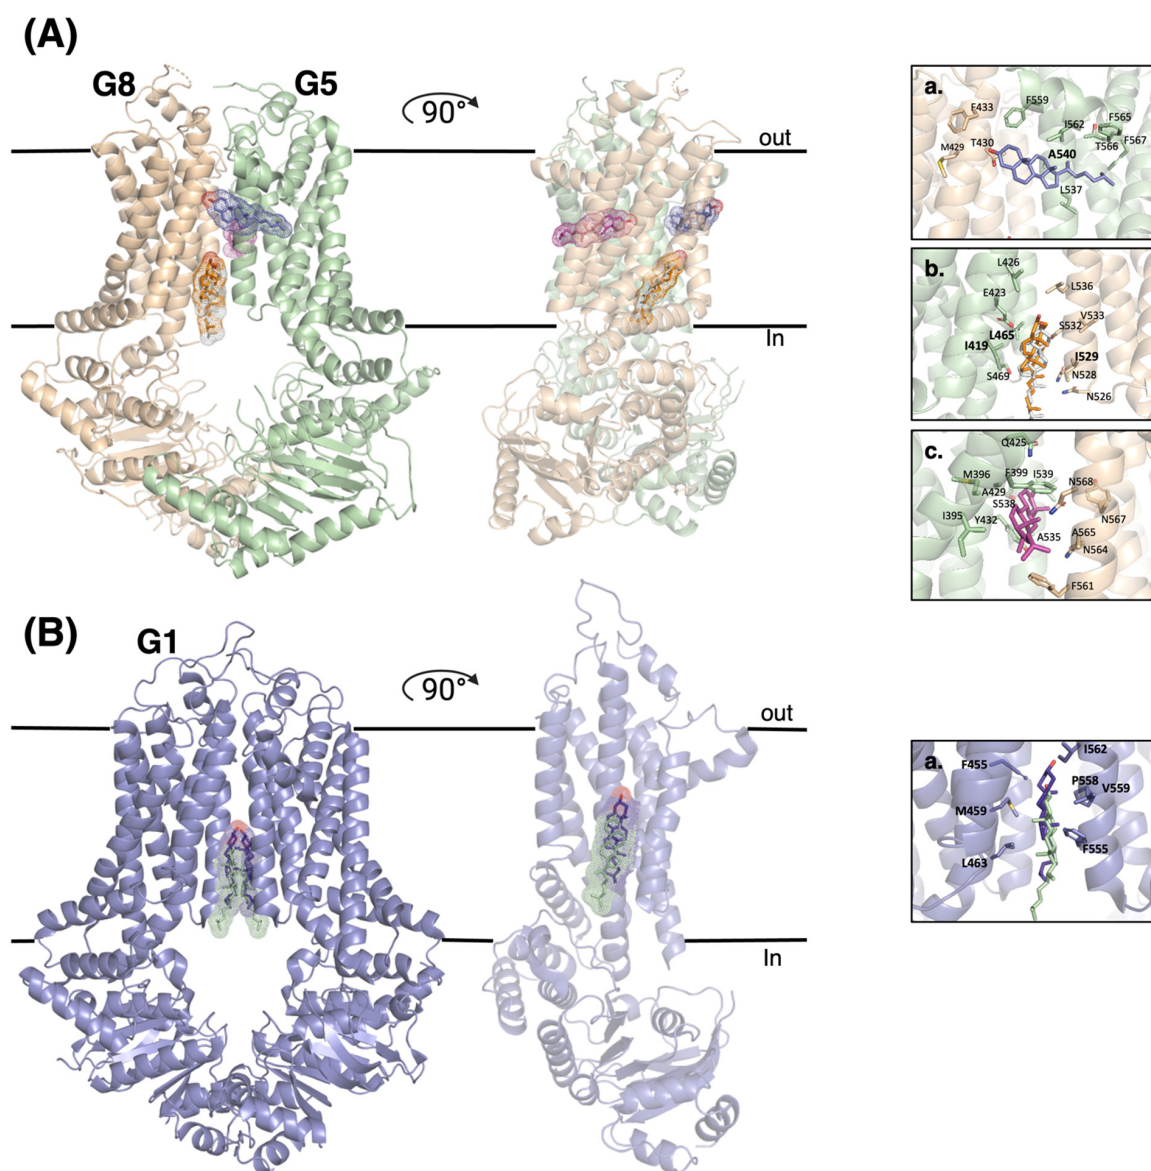 (A)
G8
G5
90°
out
In
a.
F433
F559
I562
F565
M429
T430
A540
T566
F567
L537
b.
L426
E423
L536
L465
S532
V533
I419
I529
S469
N528
N526
c.
Q425
M396
F399
I539
A429
N568
S538
I395
Y432
N567
A535
A565
N564
F561
(B)
G1
90°
out
In
a.
I562
F455
P558
V559
M459
F555
L463